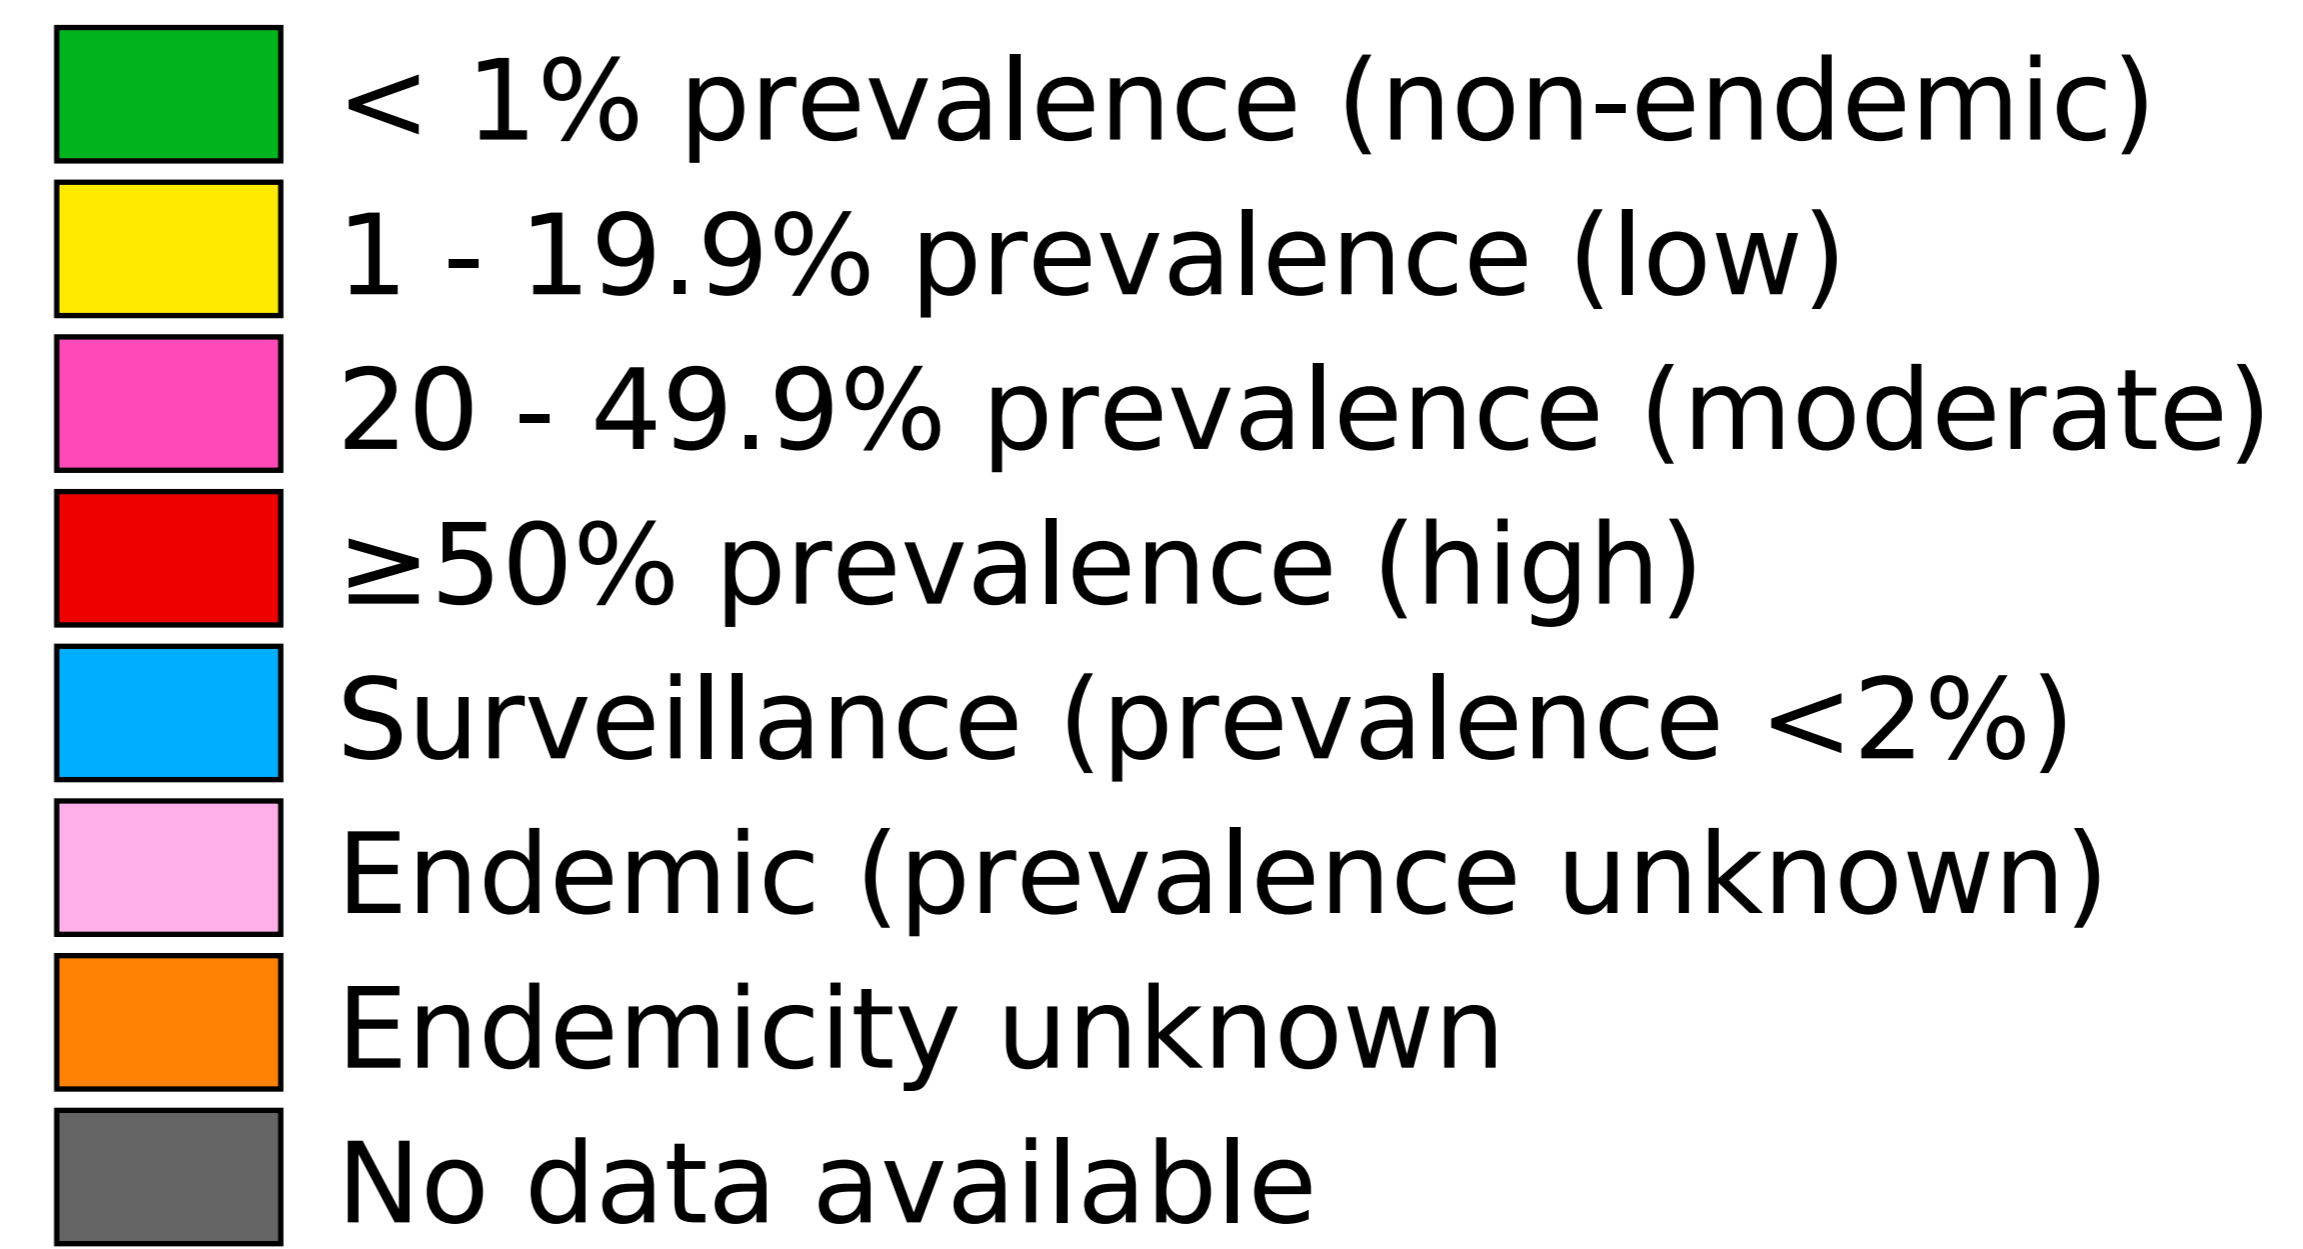 < 1% prevalence (non-endemic)
1 - 19.9% prevalence (low)
20 - 49.9% prevalence (moderate)
≥50% prevalence (high)
Surveillance (prevalence <2%)
Endemic (prevalence unknown)
Endemicity unknown
No data available